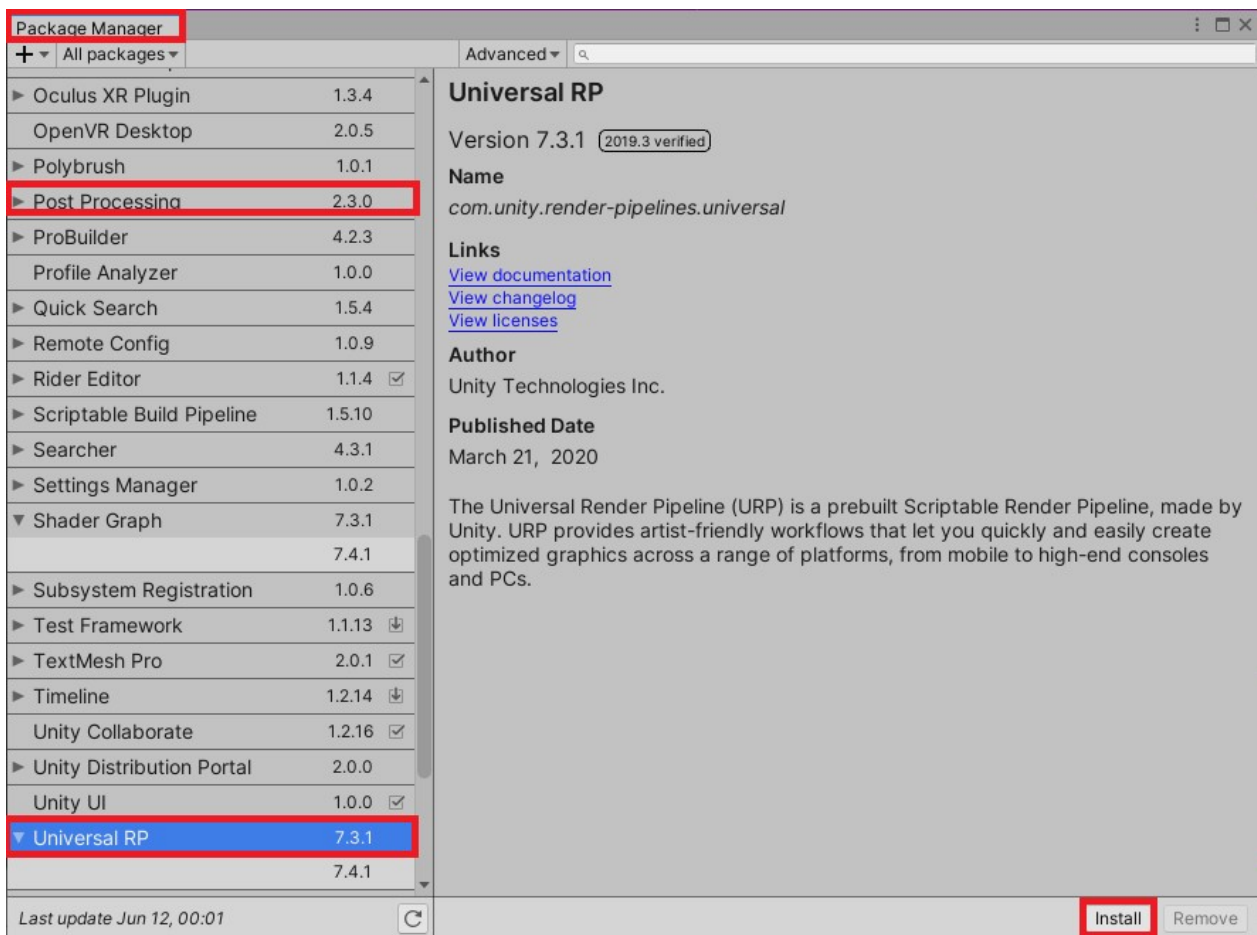 Package Manager
All packages
Advanced
Oculus XR Plugin 1.3.4
OpenVR Desktop 2.0.5
Polybrush 1.0.1
Post Processing 2.3.0
ProBuilder 4.2.3
Profile Analyzer 1.0.0
Quick Search 1.5.4
Remote Config 1.0.9
Rider Editor 1.1.4
Scriptable Build Pipeline 1.5.10
Searcher 4.3.1
Settings Manager 1.0.2
Shader Graph 7.3.1
7.4.1
Subsystem Registration 1.0.6
Test Framework 1.1.13
TextMesh Pro 2.0.1
Timeline 1.2.14
Unity Collaborate 1.2.16
Unity Distribution Portal 2.0.0
Unity UI 1.0.0
Universal RP 7.3.1
7.4.1
Last update Jun 12, 00:01
Universal RP
Version 7.3.1 2019.3 verified
Name
com.unity.render-pipelines.universal
Links
View documentation
View changelog
View licenses
Author
Unity Technologies Inc.
Published Date
March 21, 2020
The Universal Render Pipeline (URP) is a prebuilt Scriptable Render Pipeline, made by
Unity. URP provides artist-friendly workflows that let you quickly and easily create
optimized graphics across a range of platforms, from mobile to high-end consoles
and PCs.
Install Remove